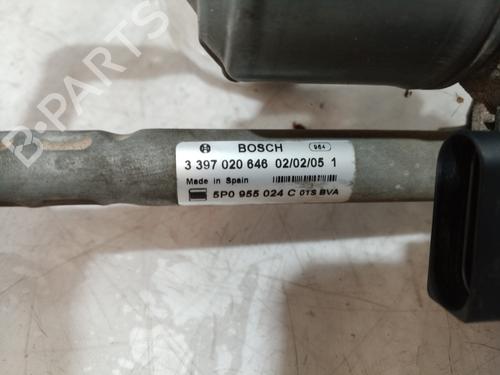 BOSCH 964
3 397 020 646 02/02/05 1
Made in Spain
5P0 955 024 C 01S BVA
B-PARTS